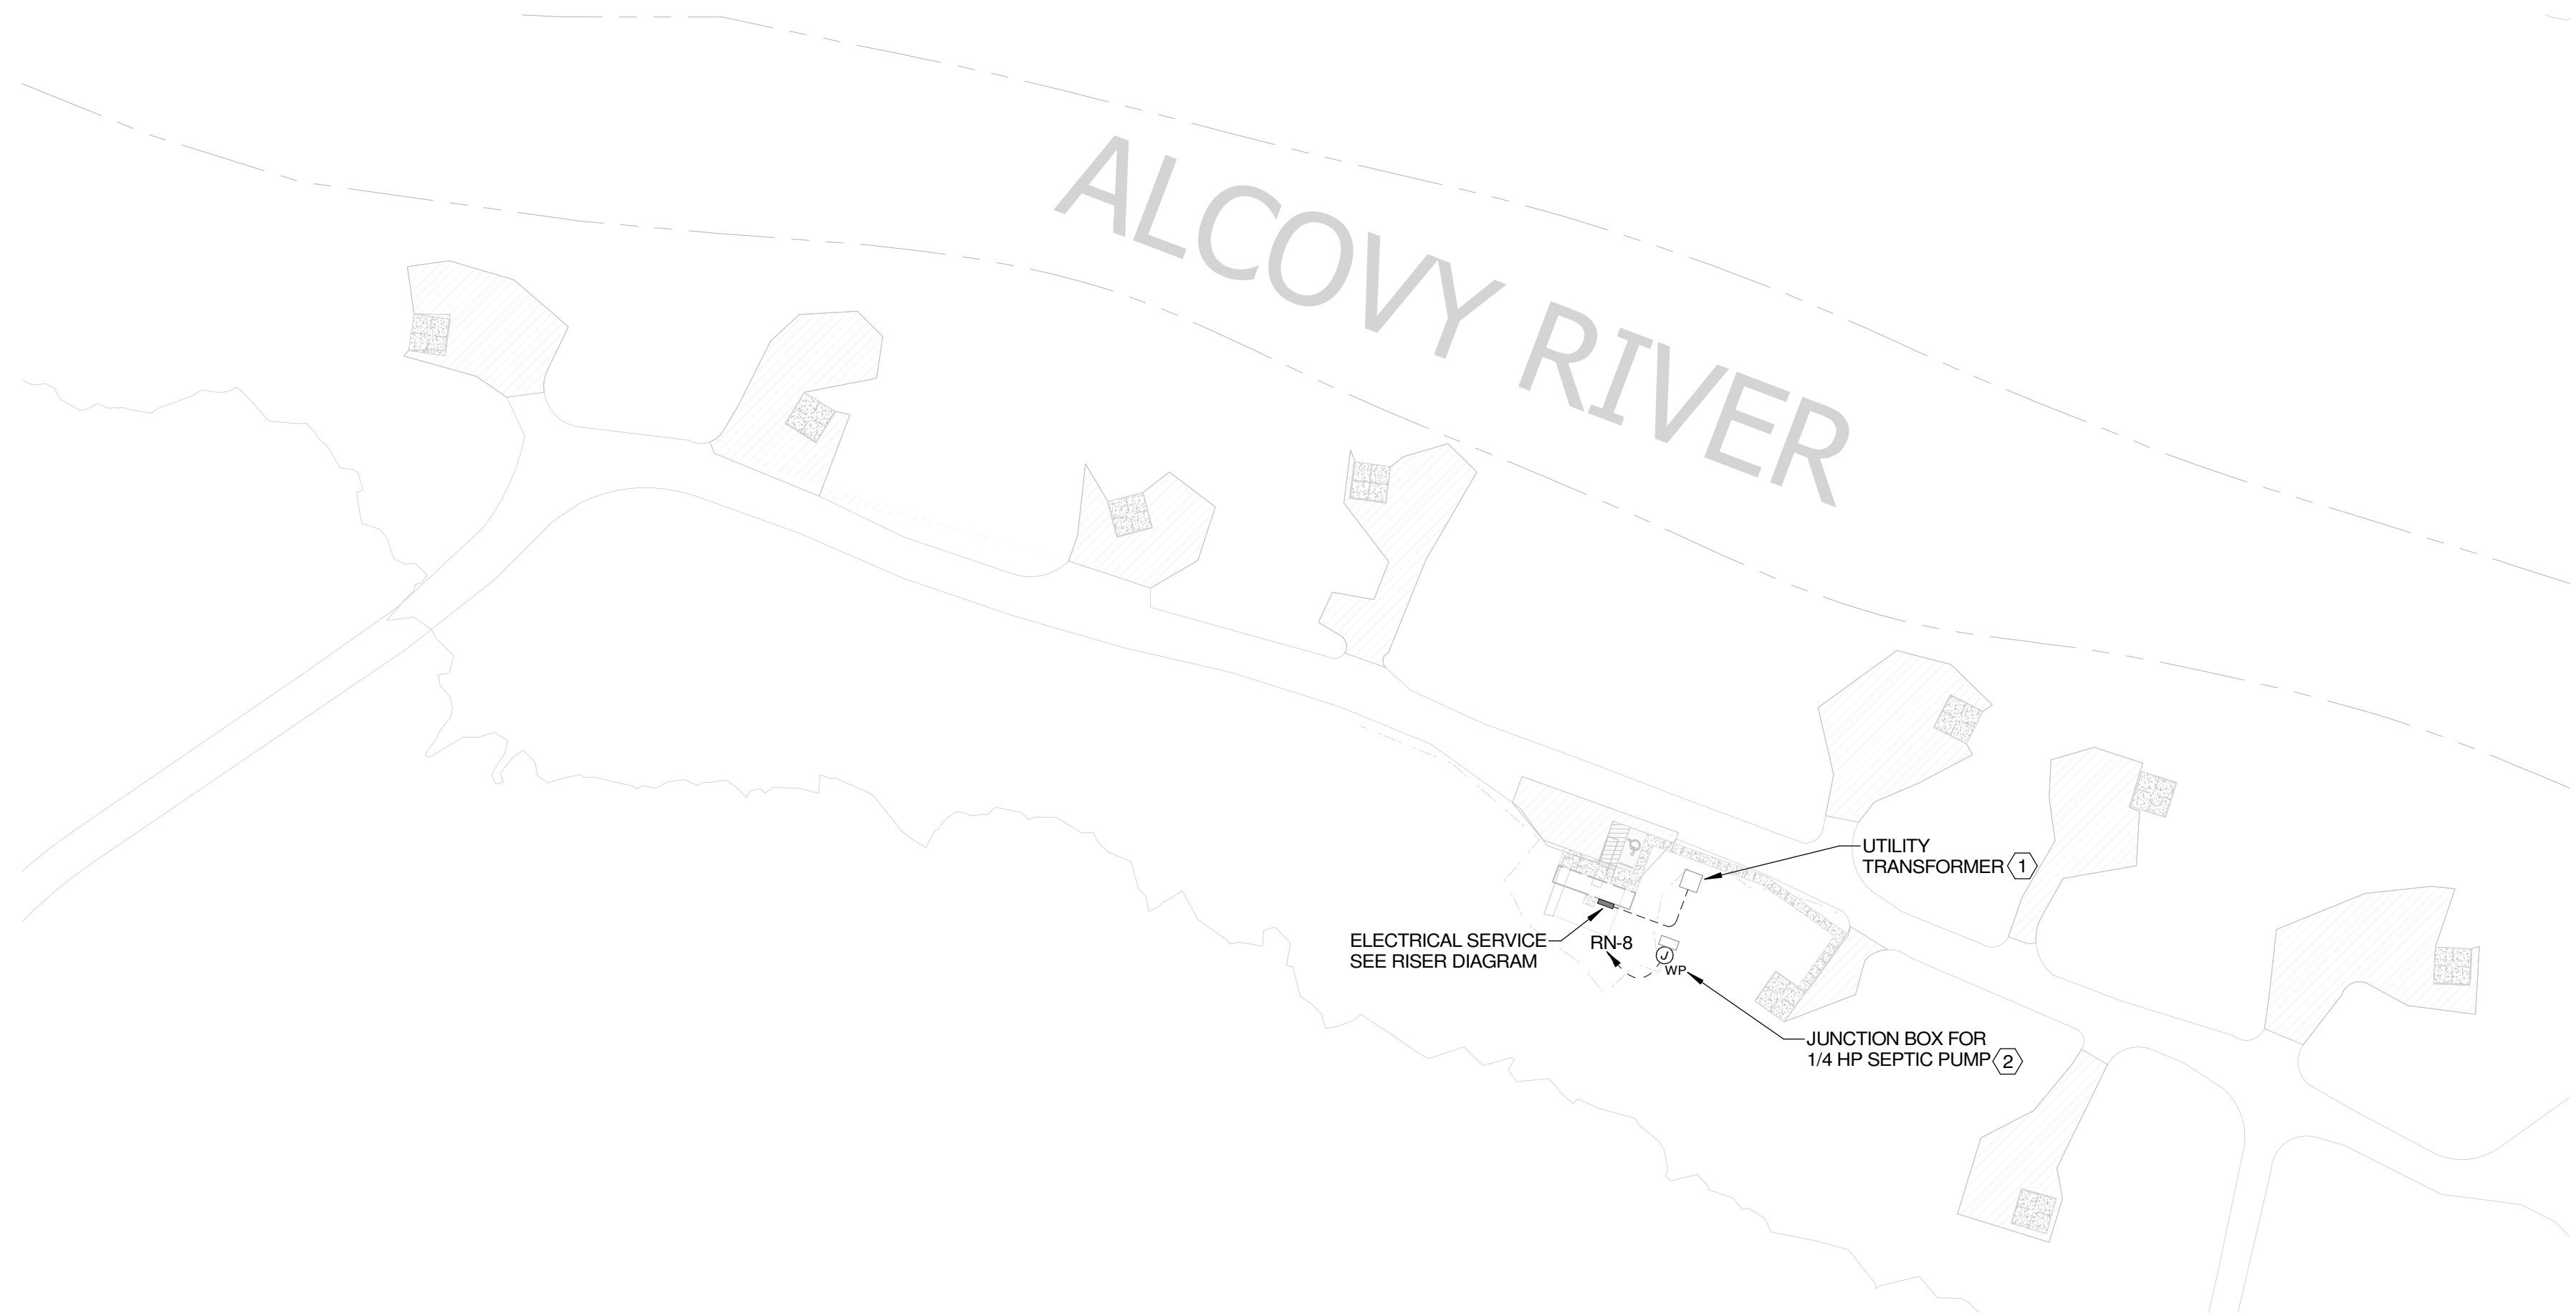 ALCOVY RIVER
UTILITY
TRANSFORMER 1
ELECTRICAL SERVICE
SEE RISER DIAGRAM
RN-8
J
WP
JUNCTION BOX FOR
1/4 HP SEPTIC PUMP 2